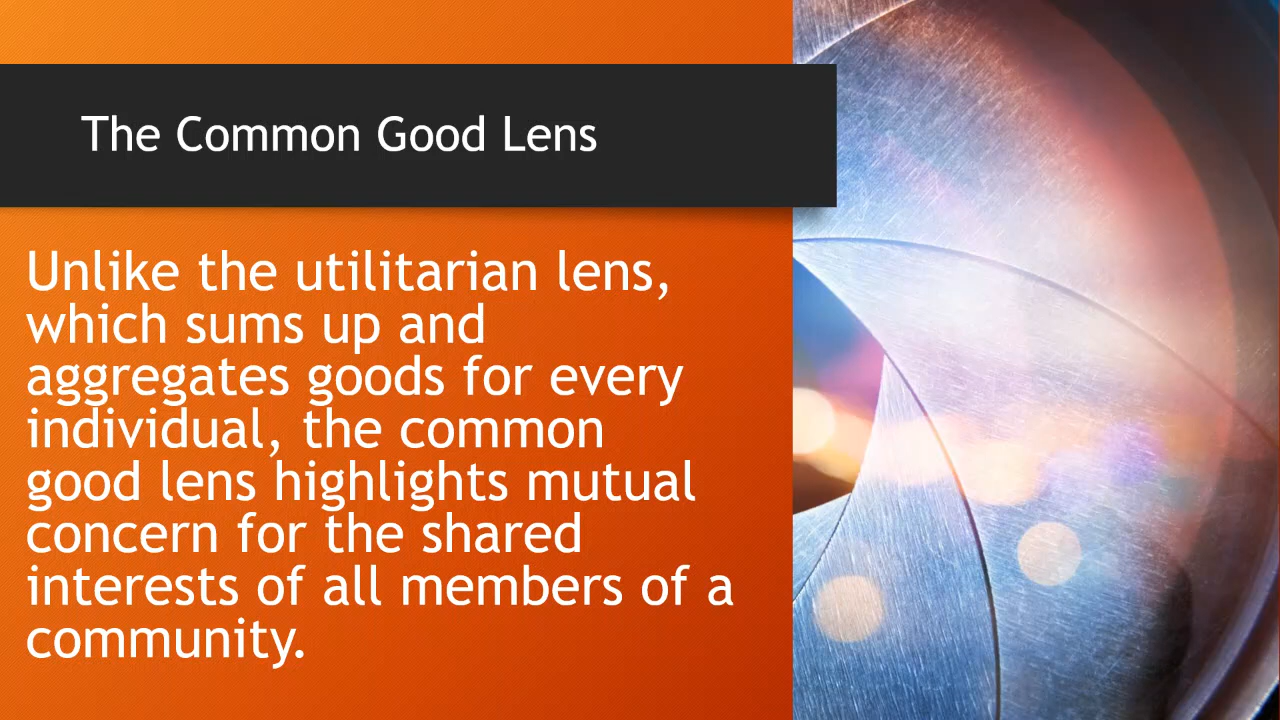 The Common Good Lens
Unlike the utilitarian lens,
which sums up and
aggregates goods for every
individual, the common
good lens highlights mutual
concern for the shared
interests of all members of a
community.